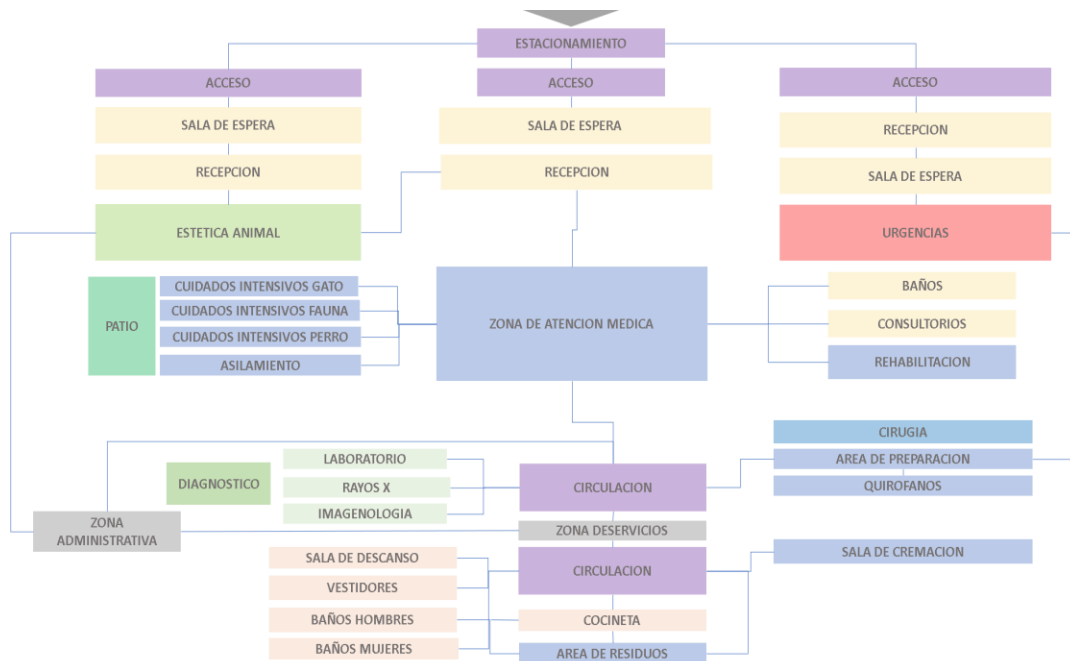 ESTACIONAMIENTO
ACCESO
ACCESO
ACCESO
SALA DE ESPERA
SALA DE ESPERA
RECEPCION
RECEPCION
RECEPCION
SALA DE ESPERA
ESTETICA ANIMAL
URGENCIAS
PATIO
CUIDADOS INTENSIVOS GATO
CUIDADOS INTENSIVOS FAUNA
CUIDADOS INTENSIVOS PERRO
ASILAMIENTO
ZONA DE ATENCION MEDICA
BAÑOS
CONSULTORIOS
REHABILITACION
CIRUGIA
AREA DE PREPARACION
QUIROFANOS
DIAGNOSTICO
LABORATORIO
RAYOS X
IMAGENOLOGIA
CIRCULACION
ZONA
ADMINISTRATIVA
ZONA DESERVICIOS
SALA DE DESCANSO
VESTIDORES
BAÑOS HOMBRES
BAÑOS MUJERES
CIRCULACION
COCINETA
AREA DE RESIDUOS
SALA DE CREMACION